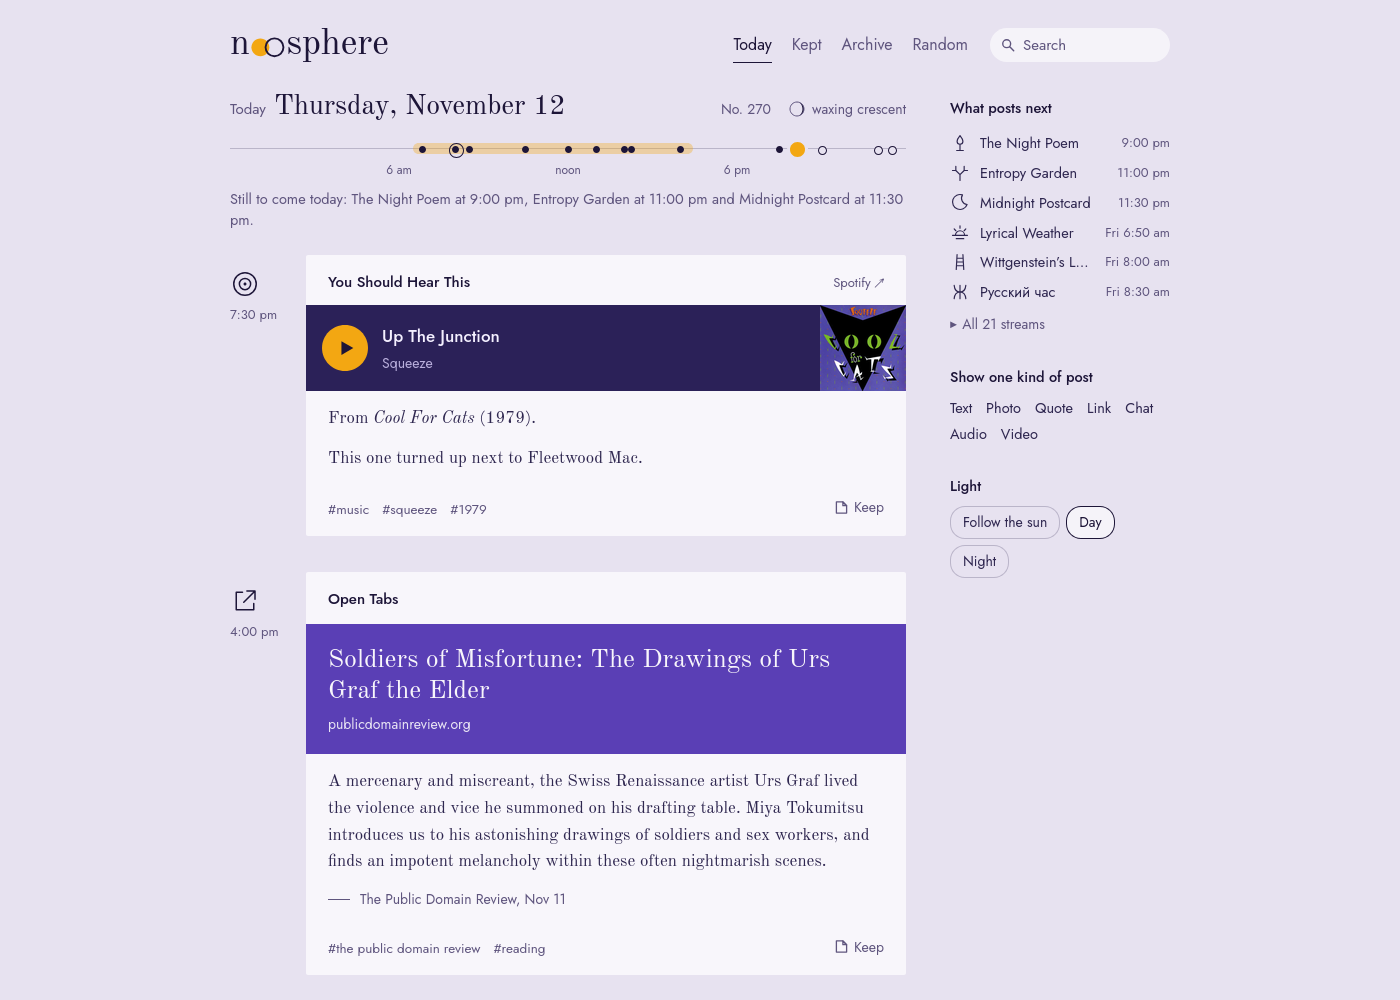 noosphere
Today
Kept
Archive
Random
Search
Today Thursday, November 12
No. 270
waxing crescent
6 am
noon
6 pm
Still to come today: The Night Poem at 9:00 pm, Entropy Garden at 11:00 pm and Midnight Postcard at 11:30
pm.
7:30 pm
You Should Hear This
Spotify ↗
Up The Junction
Squeeze
COOL
for
CATS
From Cool For Cats (1979).
This one turned up next to Fleetwood Mac.
#music #squeeze #1979
Keep
4:00 pm
Open Tabs
Soldiers of Misfortune: The Drawings of Urs
Graf the Elder
publicdomainreview.org
A mercenary and miscreant, the Swiss Renaissance artist Urs Graf lived
the violence and vice he summoned on his drafting table. Miya Tokumitsu
introduces us to his astonishing drawings of soldiers and sex workers, and
finds an impotent melancholy within these often nightmarish scenes.
The Public Domain Review, Nov 11
#the public domain review #reading
Keep
What posts next
The Night Poem 9:00 pm
Entropy Garden 11:00 pm
Midnight Postcard 11:30 pm
Lyrical Weather Fri 6:50 am
Wittgenstein’s L… Fri 8:00 am
Русский час Fri 8:30 am
▸ All 21 streams
Show one kind of post
Text Photo Quote Link Chat
Audio Video
Light
Follow the sun
Day
Night